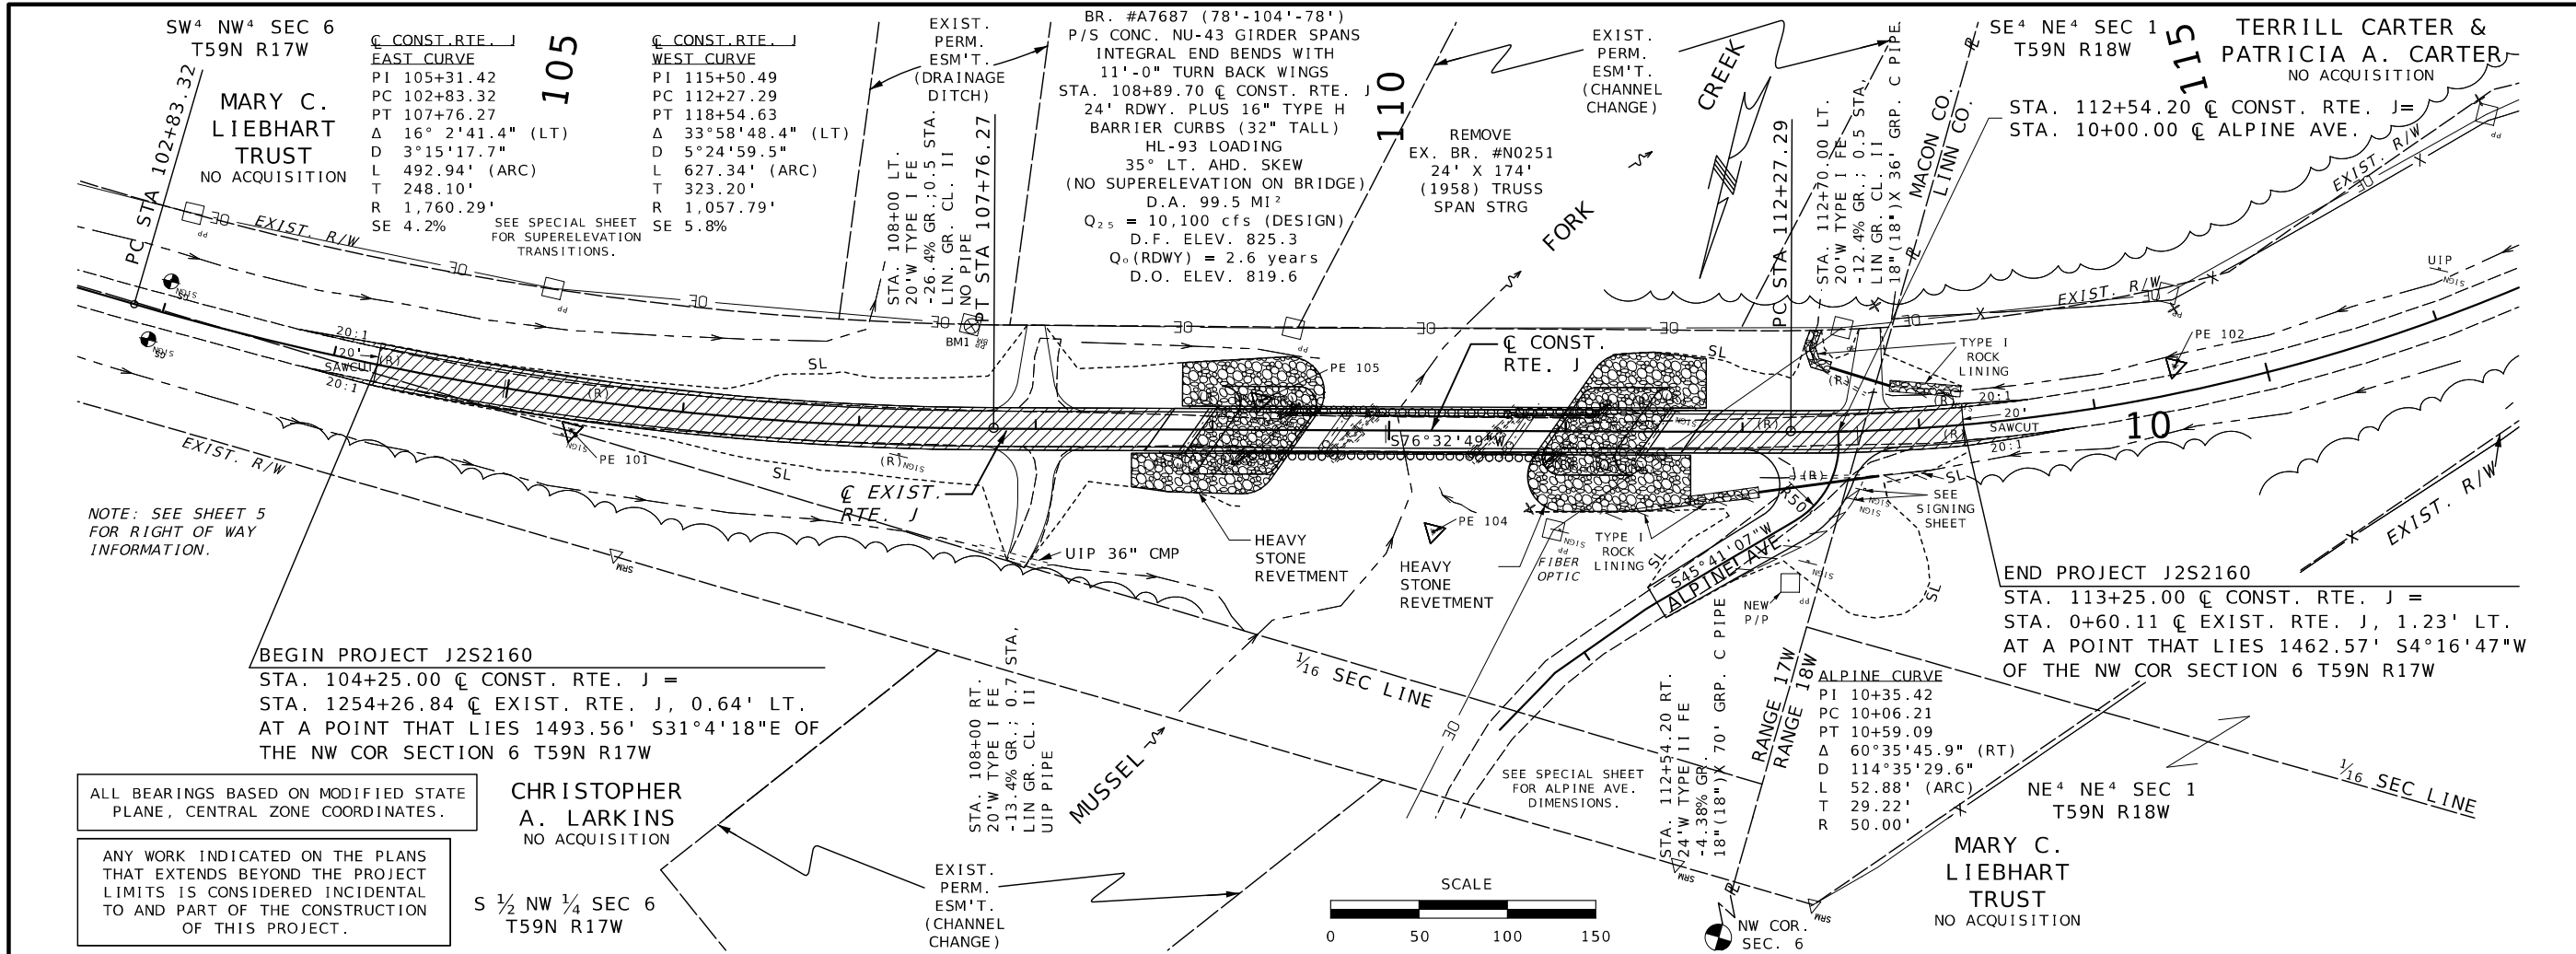 SW⁴ NW⁴ SEC 6
T59N R17W
MARY C.
LIEBHART
TRUST
NO ACQUISITION
PC STA 102+83.32
℄ CONST.RTE. J
EAST CURVE
PI 105+31.42
PC 102+83.32
PT 107+76.27
Δ 16° 2'41.4" (LT)
D 3°15'17.7"
L 492.94' (ARC)
T 248.10'
R 1,760.29'
SE 4.2%
105
SEE SPECIAL SHEET
FOR SUPERELEVATION
TRANSITIONS.
℄ CONST.RTE. J
WEST CURVE
PI 115+50.49
PC 112+27.29
PT 118+54.63
Δ 33°58'48.4" (LT)
D 5°24'59.5"
L 627.34' (ARC)
T 323.20'
R 1,057.79'
SE 5.8%
EXIST.
PERM.
ESM'T.
(DRAINAGE
DITCH)
STA. 108+00 LT.
20'W TYPE I FE
-26.4% GR.;0.5 STA.
LIN. GR. CL. II
NO PIPE
PT STA 107+76.27
BR. #A7687 (78'-104'-78')
P/S CONC. NU-43 GIRDER SPANS
INTEGRAL END BENDS WITH
11'-0" TURN BACK WINGS
STA. 108+89.70 ℄ CONST. RTE. J
24' RDWY. PLUS 16" TYPE H
BARRIER CURBS (32" TALL)
HL-93 LOADING
35° LT. AHD. SKEW
(NO SUPERELEVATION ON BRIDGE)
D.A. 99.5 MI²
Q₂₅ = 10,100 cfs (DESIGN)
D.F. ELEV. 825.3
Qₒ(RDWY) = 2.6 years
D.O. ELEV. 819.6
110
REMOVE
EX. BR. #N0251
24' X 174'
(1958) TRUSS
SPAN STRG
EXIST.
PERM.
ESM'T.
(CHANNEL
CHANGE)
CREEK
FORK
PC STA 112+27.29
STA. 112+70.00 LT.
20'W TYPE I FE
-12.4% GR.; 0.5 STA,
LIN GR. CL. II
18"(18")X 36' GRP. C PIPE
MACON CO.
LINN CO.
SE⁴ NE⁴ SEC 1
T59N R18W
115
TERRILL CARTER &
PATRICIA A. CARTER
NO ACQUISITION
STA. 112+54.20 ℄ CONST. RTE. J=
STA. 10+00.00 ℄ ALPINE AVE.
EXIST. R/W
EXIST. R/W
EXIST. R/W
UIP
SIGN
20:1
20'
SAWCUT
20:1
(R)
SL
BM1
PE 105
℄ CONST.
RTE. J
SL
TYPE I
ROCK
LINING
PE 102
20:1
20'
SAWCUT
20:1
10
S76°32'49"W
PE 101
SL
℄ EXIST.
RTE. J
EXIST. R/W
NOTE: SEE SHEET 5
FOR RIGHT OF WAY
INFORMATION.
UIP 36" CMP
HEAVY
STONE
REVETMENT
PE 104
HEAVY
STONE
REVETMENT
FIBER
OPTIC
TYPE I
ROCK
LINING
R50'
SL
SEE
SIGNING
SHEET
S45°41'07"W
ALPINE AVE
NEW
P/P
SL
SL
EXIST. R/W
BEGIN PROJECT J2S2160
STA. 104+25.00 ℄ CONST. RTE. J =
STA. 1254+26.84 ℄ EXIST. RTE. J, 0.64' LT.
AT A POINT THAT LIES 1493.56' S31°4'18"E OF
THE NW COR SECTION 6 T59N R17W
END PROJECT J2S2160
STA. 113+25.00 ℄ CONST. RTE. J =
STA. 0+60.11 ℄ EXIST. RTE. J, 1.23' LT.
AT A POINT THAT LIES 1462.57' S4°16'47"W
OF THE NW COR SECTION 6 T59N R17W
1/16 SEC LINE
RANGE 17W
RANGE 18W
ALPINE CURVE
PI 10+35.42
PC 10+06.21
PT 10+59.09
Δ 60°35'45.9" (RT)
D 114°35'29.6"
L 52.88' (ARC)
T 29.22'
R 50.00'
STA. 108+00 RT.
20'W TYPE I FE
-13.4% GR.; 0.7 STA,
LIN GR. CL. II
UIP PIPE
MUSSEL
STA. 112+54.20 RT.
24'W TYPE II FE
-4.38% GR.
18"(18")X 70' GRP. C PIPE
SEE SPECIAL SHEET
FOR ALPINE AVE.
DIMENSIONS.
1/16 SEC LINE
NE⁴ NE⁴ SEC 1
T59N R18W
MARY C.
LIEBHART
TRUST
NO ACQUISITION
ALL BEARINGS BASED ON MODIFIED STATE
PLANE, CENTRAL ZONE COORDINATES.
ANY WORK INDICATED ON THE PLANS
THAT EXTENDS BEYOND THE PROJECT
LIMITS IS CONSIDERED INCIDENTAL
TO AND PART OF THE CONSTRUCTION
OF THIS PROJECT.
CHRISTOPHER
A. LARKINS
NO ACQUISITION
S ½ NW ¼ SEC 6
T59N R17W
EXIST.
PERM.
ESM'T.
(CHANNEL
CHANGE)
SCALE
0 50 100 150
NW COR.
SEC. 6